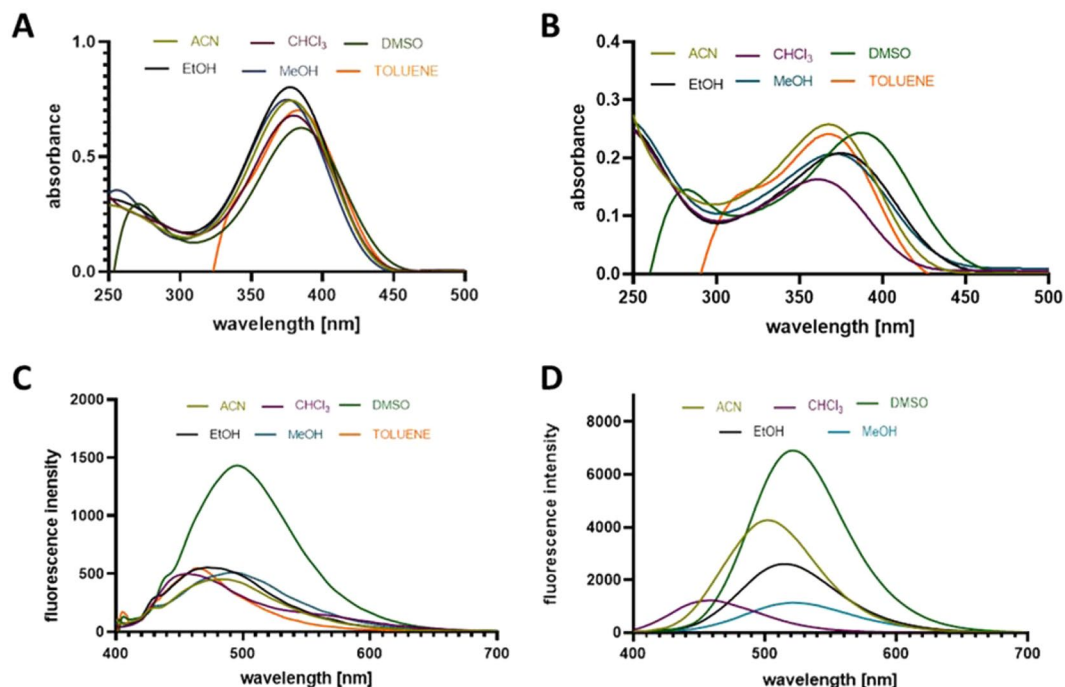 A
ACN CHCl₃ DMSO
EtOH MeOH TOLUENE
1.0
0.5
0.0
absorbance
250 300 350 400 450 500
wavelength [nm]
B
ACN CHCl₃ DMSO
EtOH MeOH TOLUENE
0.4
0.3
0.2
0.1
0.0
absorbance
250 300 350 400 450 500
wavelength [nm]
C
ACN CHCl₃ DMSO
EtOH MeOH TOLUENE
2000
1500
1000
500
0
fluorescence inensity
400 500 600 700
wavelength [nm]
D
ACN CHCl₃ DMSO
EtOH MeOH
8000
6000
4000
2000
0
fluorescence intensity
400 500 600 700
wavelength [nm]